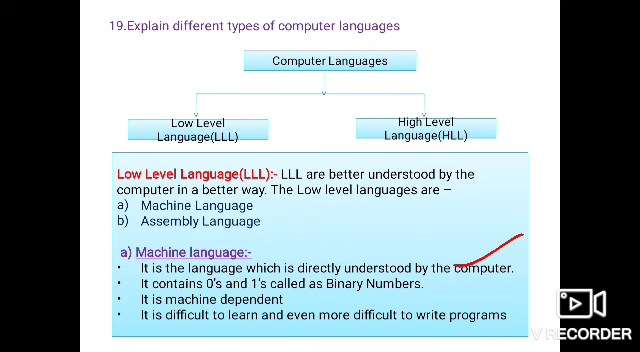 19.Explain different types of computer languages
Computer Languages
Low Level
Language(LLL)
High Level
Language(HLL)
Low Level Language(LLL):- LLL are better understood by the
computer in a better way. The Low level languages are –
a) Machine Language
b) Assembly Language
a) Machine language:-
• It is the language which is directly understood by the computer.
• It contains 0's and 1's called as Binary Numbers.
• It is machine dependent
• It is difficult to learn and even more difficult to write programs
V RECORDER